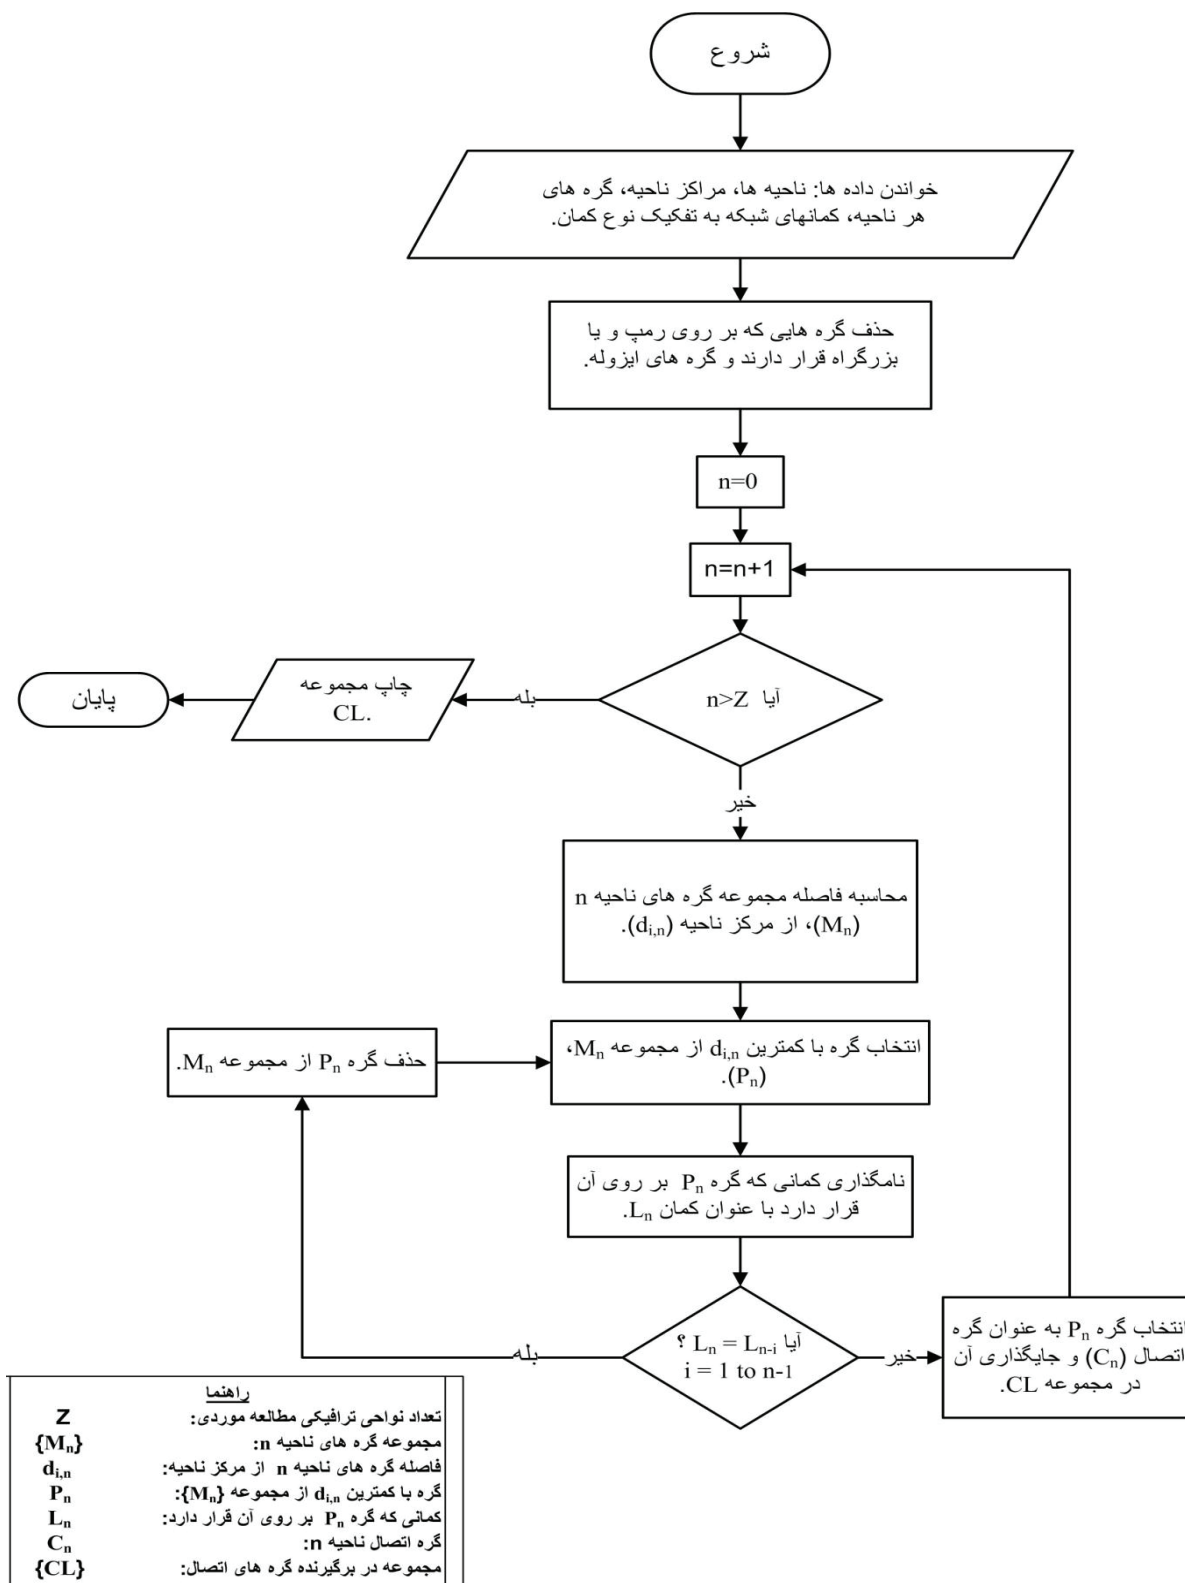 شروع
خواندن داده ها: ناحیه ها، مراکز ناحیه، گره های
هر ناحیه، کمانهای شبکه به تفکیک نوع کمان.
حذف گره هایی که بر روی رمپ و یا
بزرگراه قرار دارند و گره های ایزوله.
n=0
n=n+1
آیا n>Z
بله
چاپ مجموعه
CL.
پایان
خیر
محاسبه فاصله مجموعه گره های ناحیه n
(Mn)، از مرکز ناحیه (di,n).
انتخاب گره با کمترین di,n از مجموعه Mn،
(Pn).
حذف گره Pn از مجموعه Mn.
نامگذاری کمانی که گره Pn بر روی آن
قرار دارد با عنوان کمان Ln.
آیا Ln = Ln-i ؟
i = 1 to n-1
بله
خیر
انتخاب گره Pn به عنوان گره
اتصال (Cn) و جایگذاری آن
در مجموعه CL.
راهنما
تعداد نواحی ترافیکی مطالعه موردی: Z
مجموعه گره های ناحیه n: {Mn}
فاصله گره های ناحیه n از مرکز ناحیه: di,n
گره با کمترین di,n از مجموعه {Mn}: Pn
کمانی که گره Pn بر روی آن قرار دارد: Ln
گره اتصال ناحیه n: Cn
مجموعه در برگیرنده گره های اتصال: {CL}